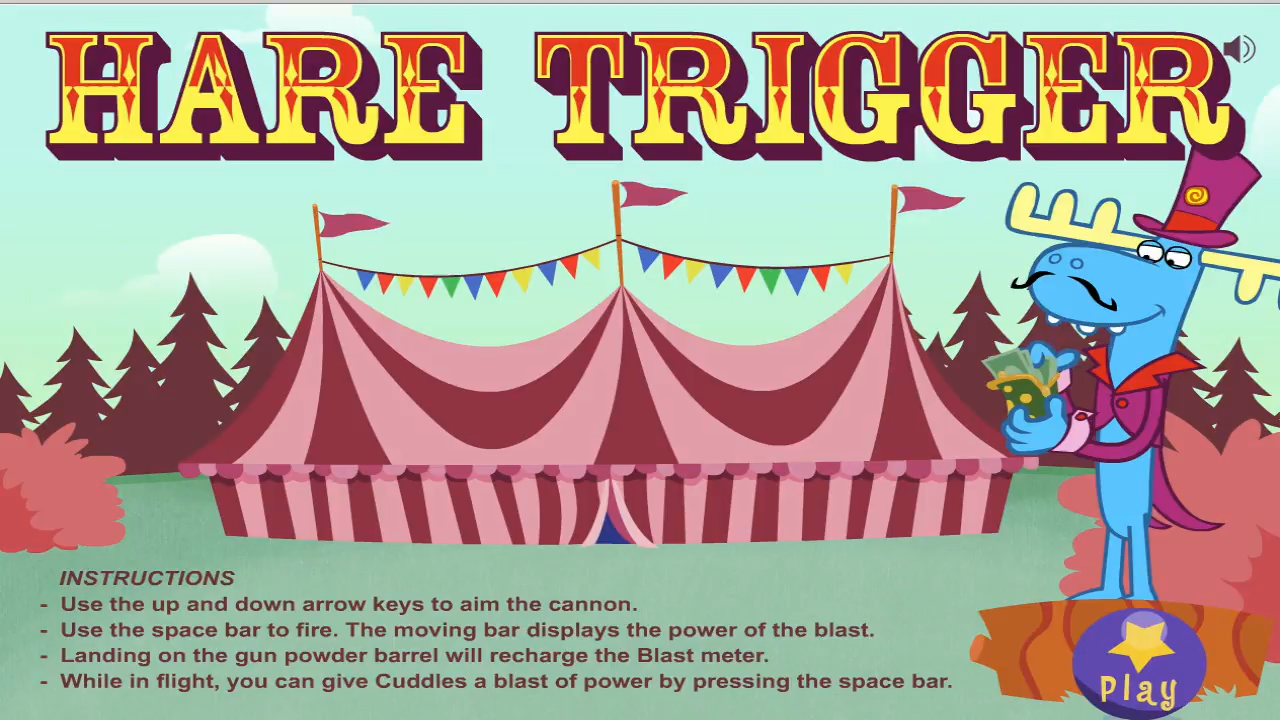 HARE TRIGGER
INSTRUCTIONS
- Use the up and down arrow keys to aim the cannon.
- Use the space bar to fire. The moving bar displays the power of the blast.
- Landing on the gun powder barrel will recharge the Blast meter.
- While in flight, you can give Cuddles a blast of power by pressing the space bar.
Play